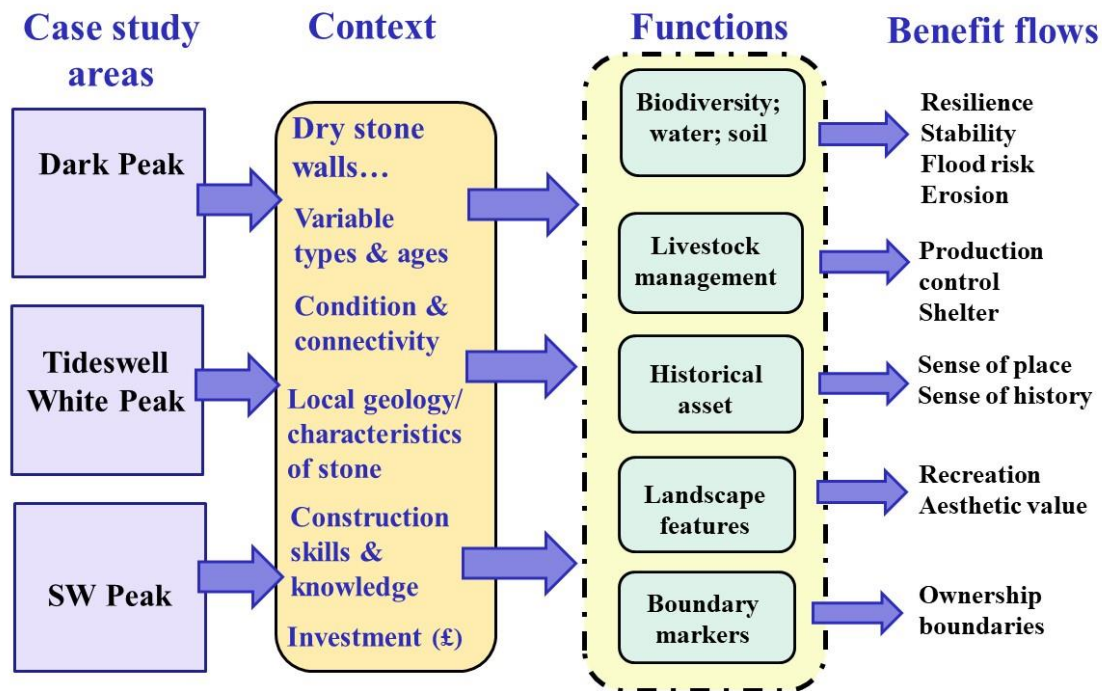 Case study
areas
Dark Peak
Tideswell
White Peak
SW Peak
Context
Dry stone
walls…
Variable
types & ages
Condition &
connectivity
Local geology/
characteristics
of stone
Construction
skills &
knowledge
Investment (£)
Functions
Biodiversity;
water; soil
Livestock
management
Historical
asset
Landscape
features
Boundary
markers
Benefit flows
Resilience
Stability
Flood risk
Erosion
Production
control
Shelter
Sense of place
Sense of history
Recreation
Aesthetic value
Ownership
boundaries